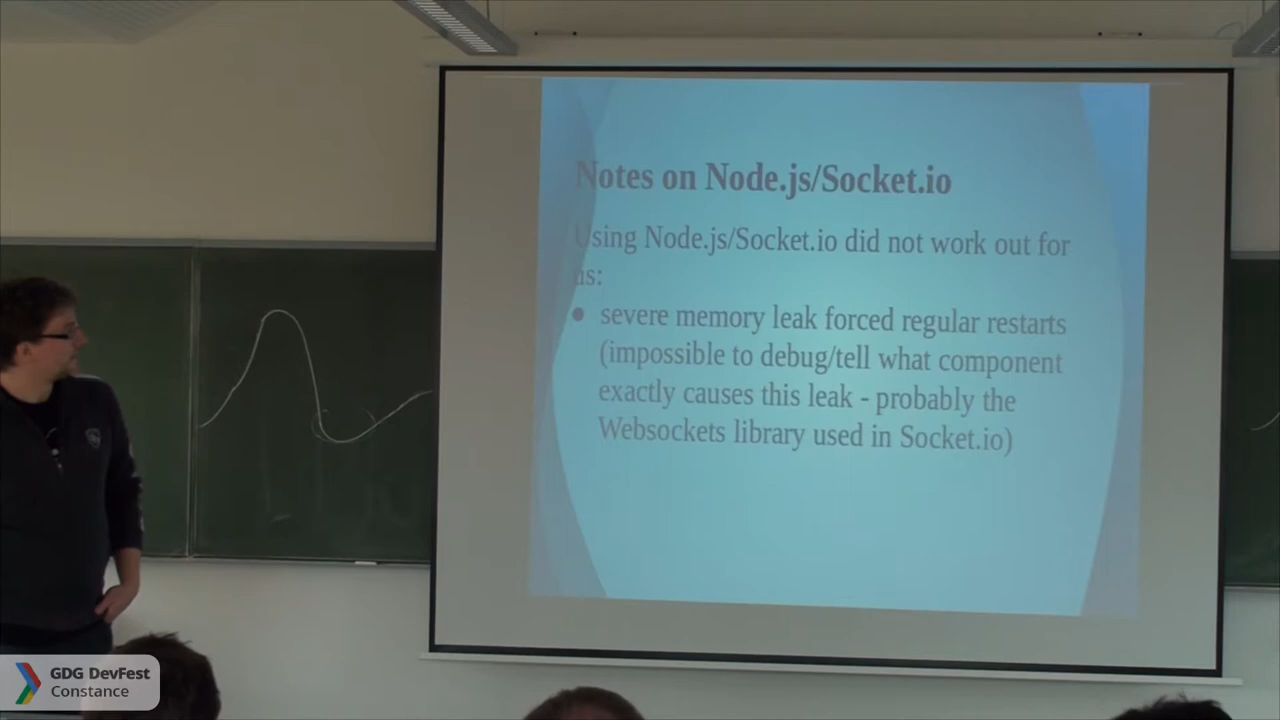 Notes on Node.js/Socket.io
Using Node.js/Socket.io did not work out for
us:
severe memory leak forced regular restarts
(impossible to debug/tell what component
exactly causes this leak - probably the
Websockets library used in Socket.io)
GDG DevFest
Constance